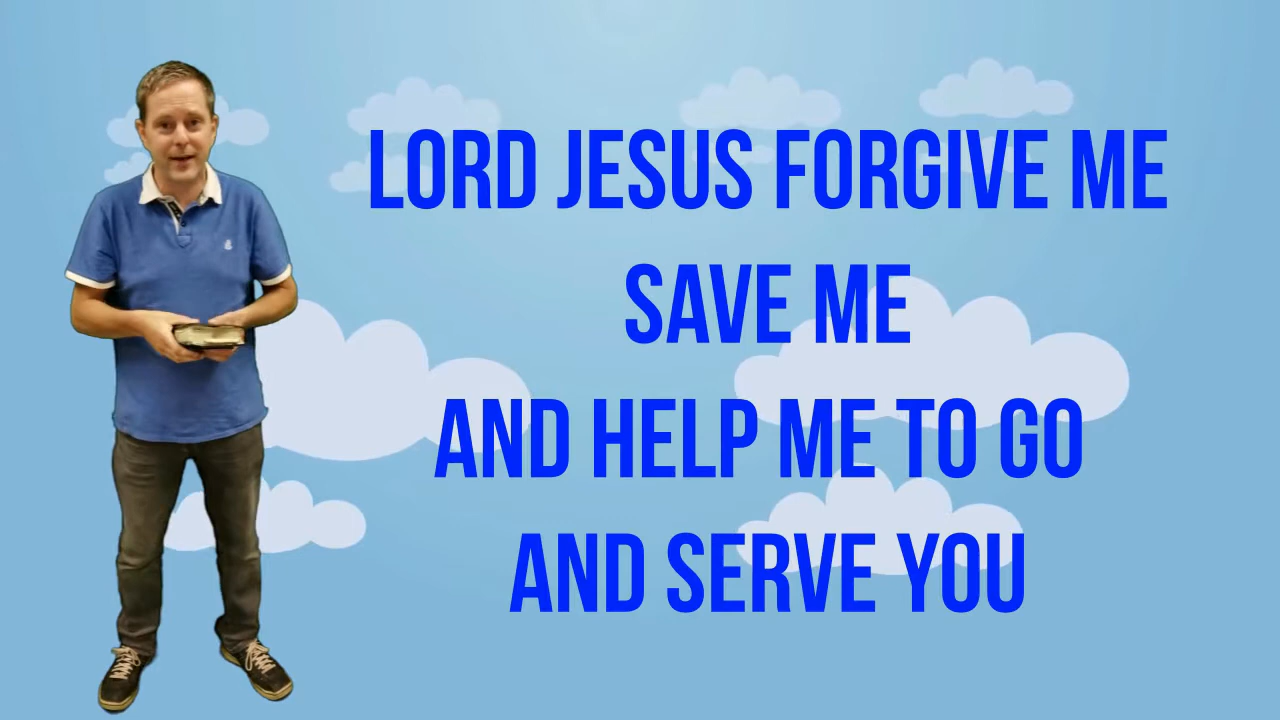 LORD JESUS FORGIVE ME
SAVE ME
AND HELP ME TO GO
AND SERVE YOU